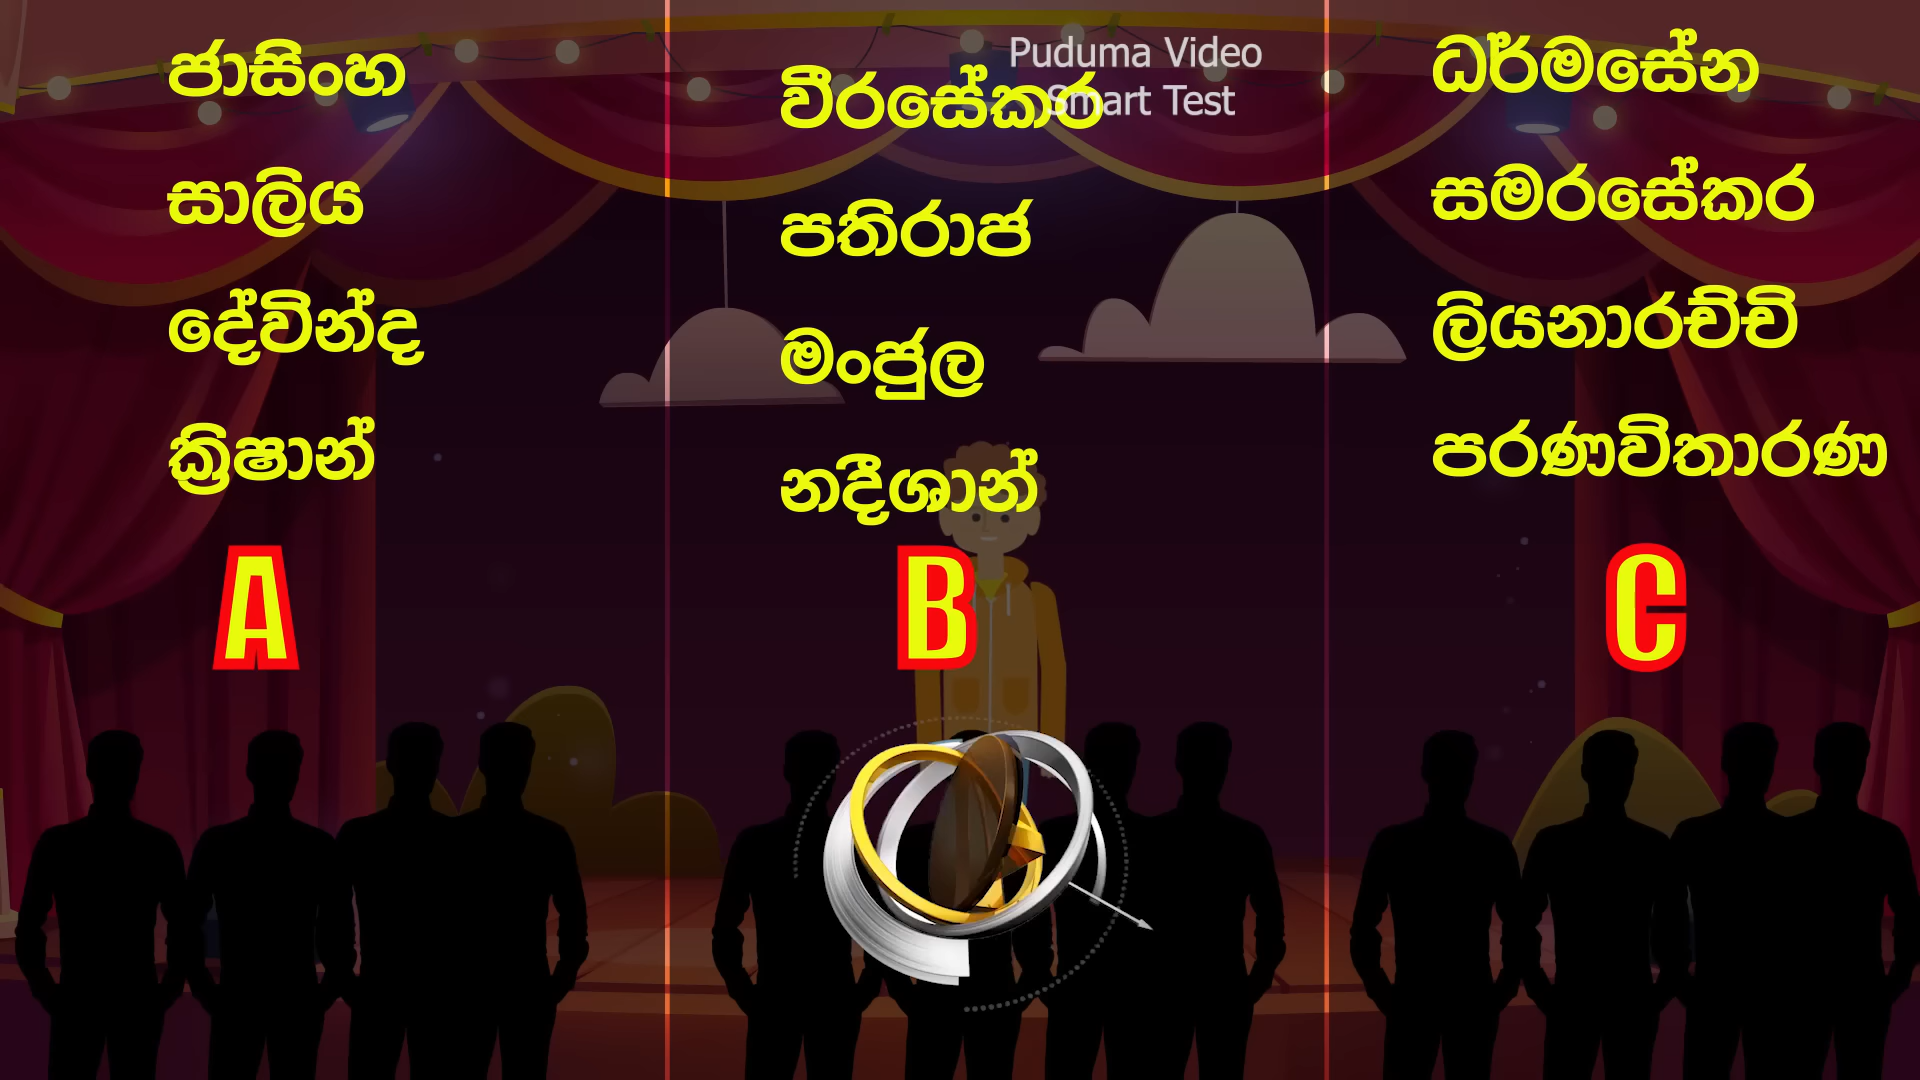 ජාසිංහ
සාලිය
දේවින්ද
ක්‍රිෂාන්
A
Puduma Video
Smart Test
වීරසේකර
පතිරාජ
මංජුල
නදීශාන්
B
ධර්මසේන
සමරසේකර
ලියනාරච්චි
පරණවිතාරණ
C